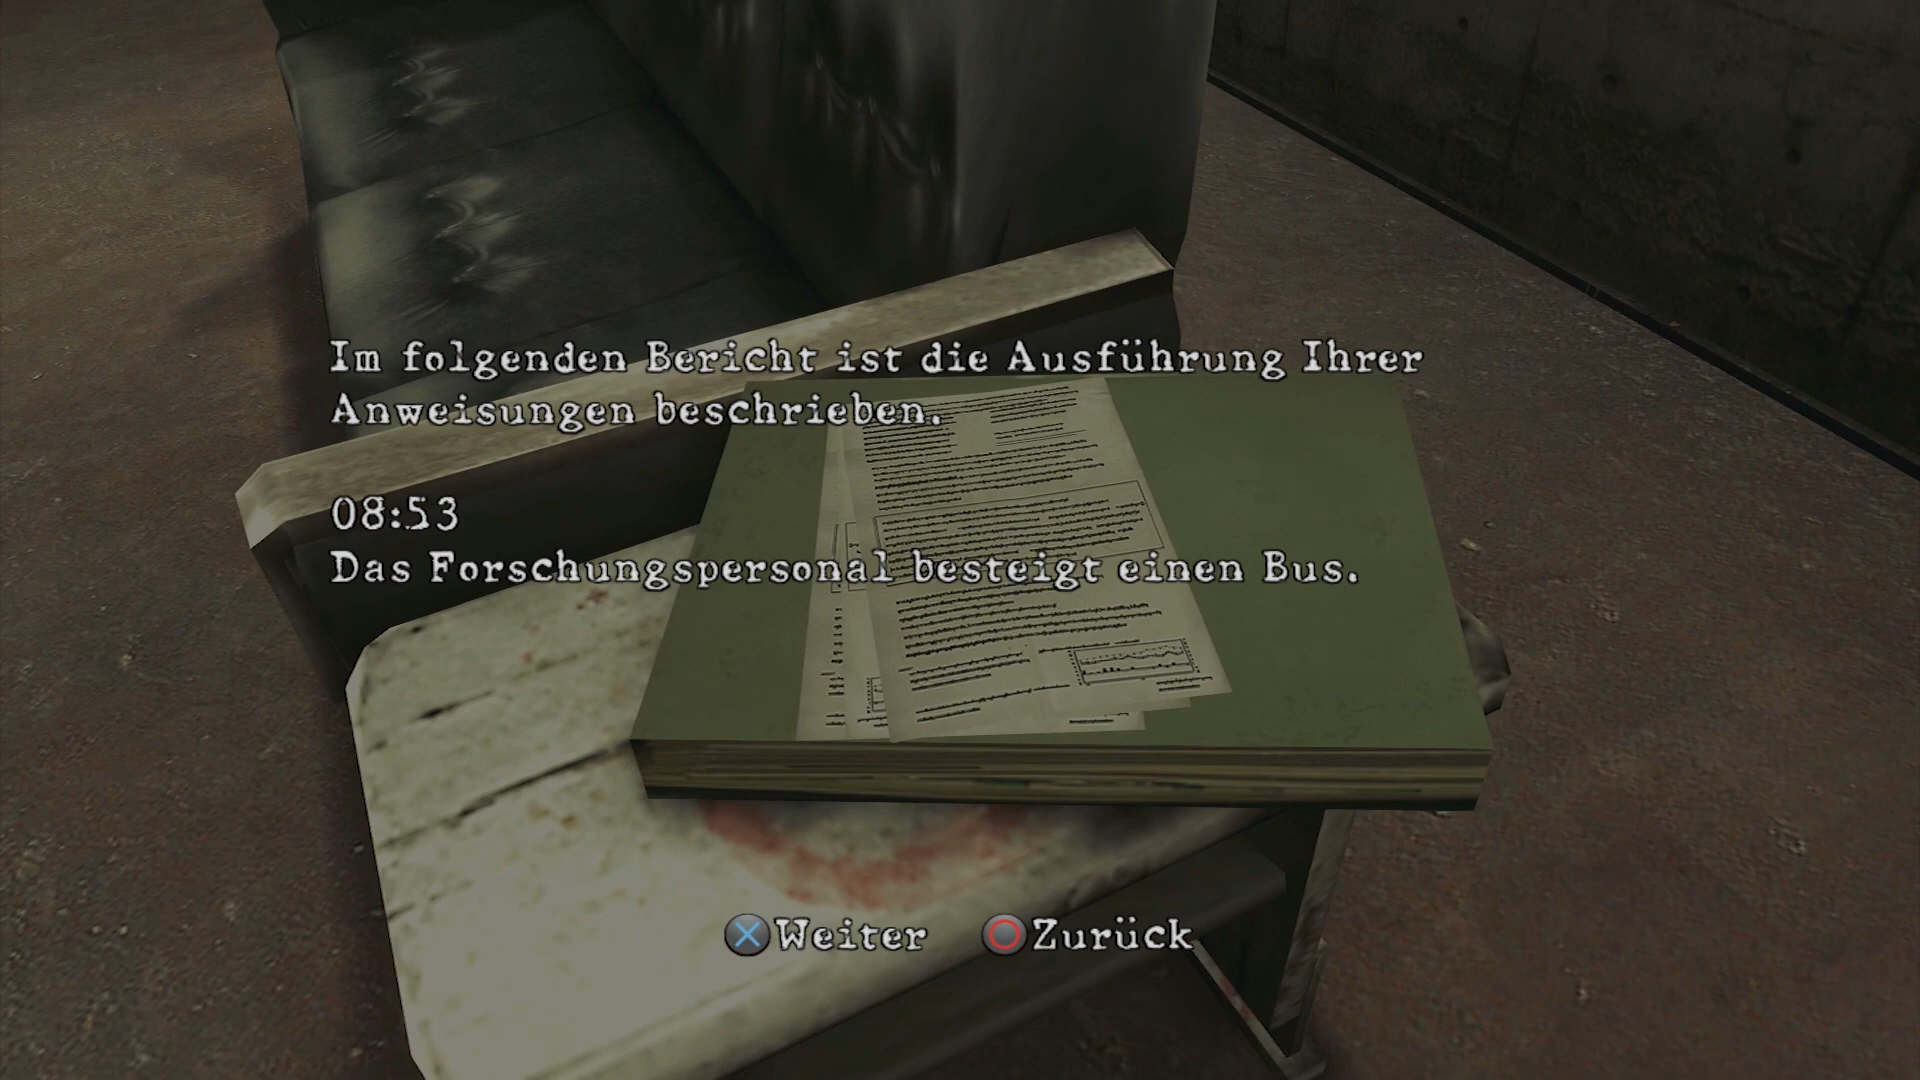 Im folgenden Bericht ist die Ausführung Ihrer
Anweisungen beschrieben.
08:53
Das Forschungspersonal besteigt einen Bus.
Weiter
Zurück